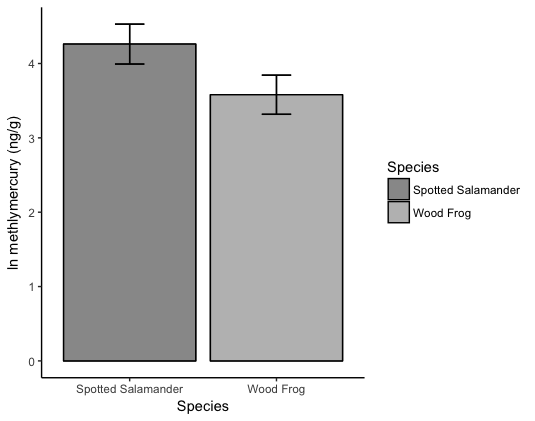 ln methlymercury (ng/g)
4
3
2
1
0
Spotted Salamander
Wood Frog
Species
Species
Spotted Salamander
Wood Frog